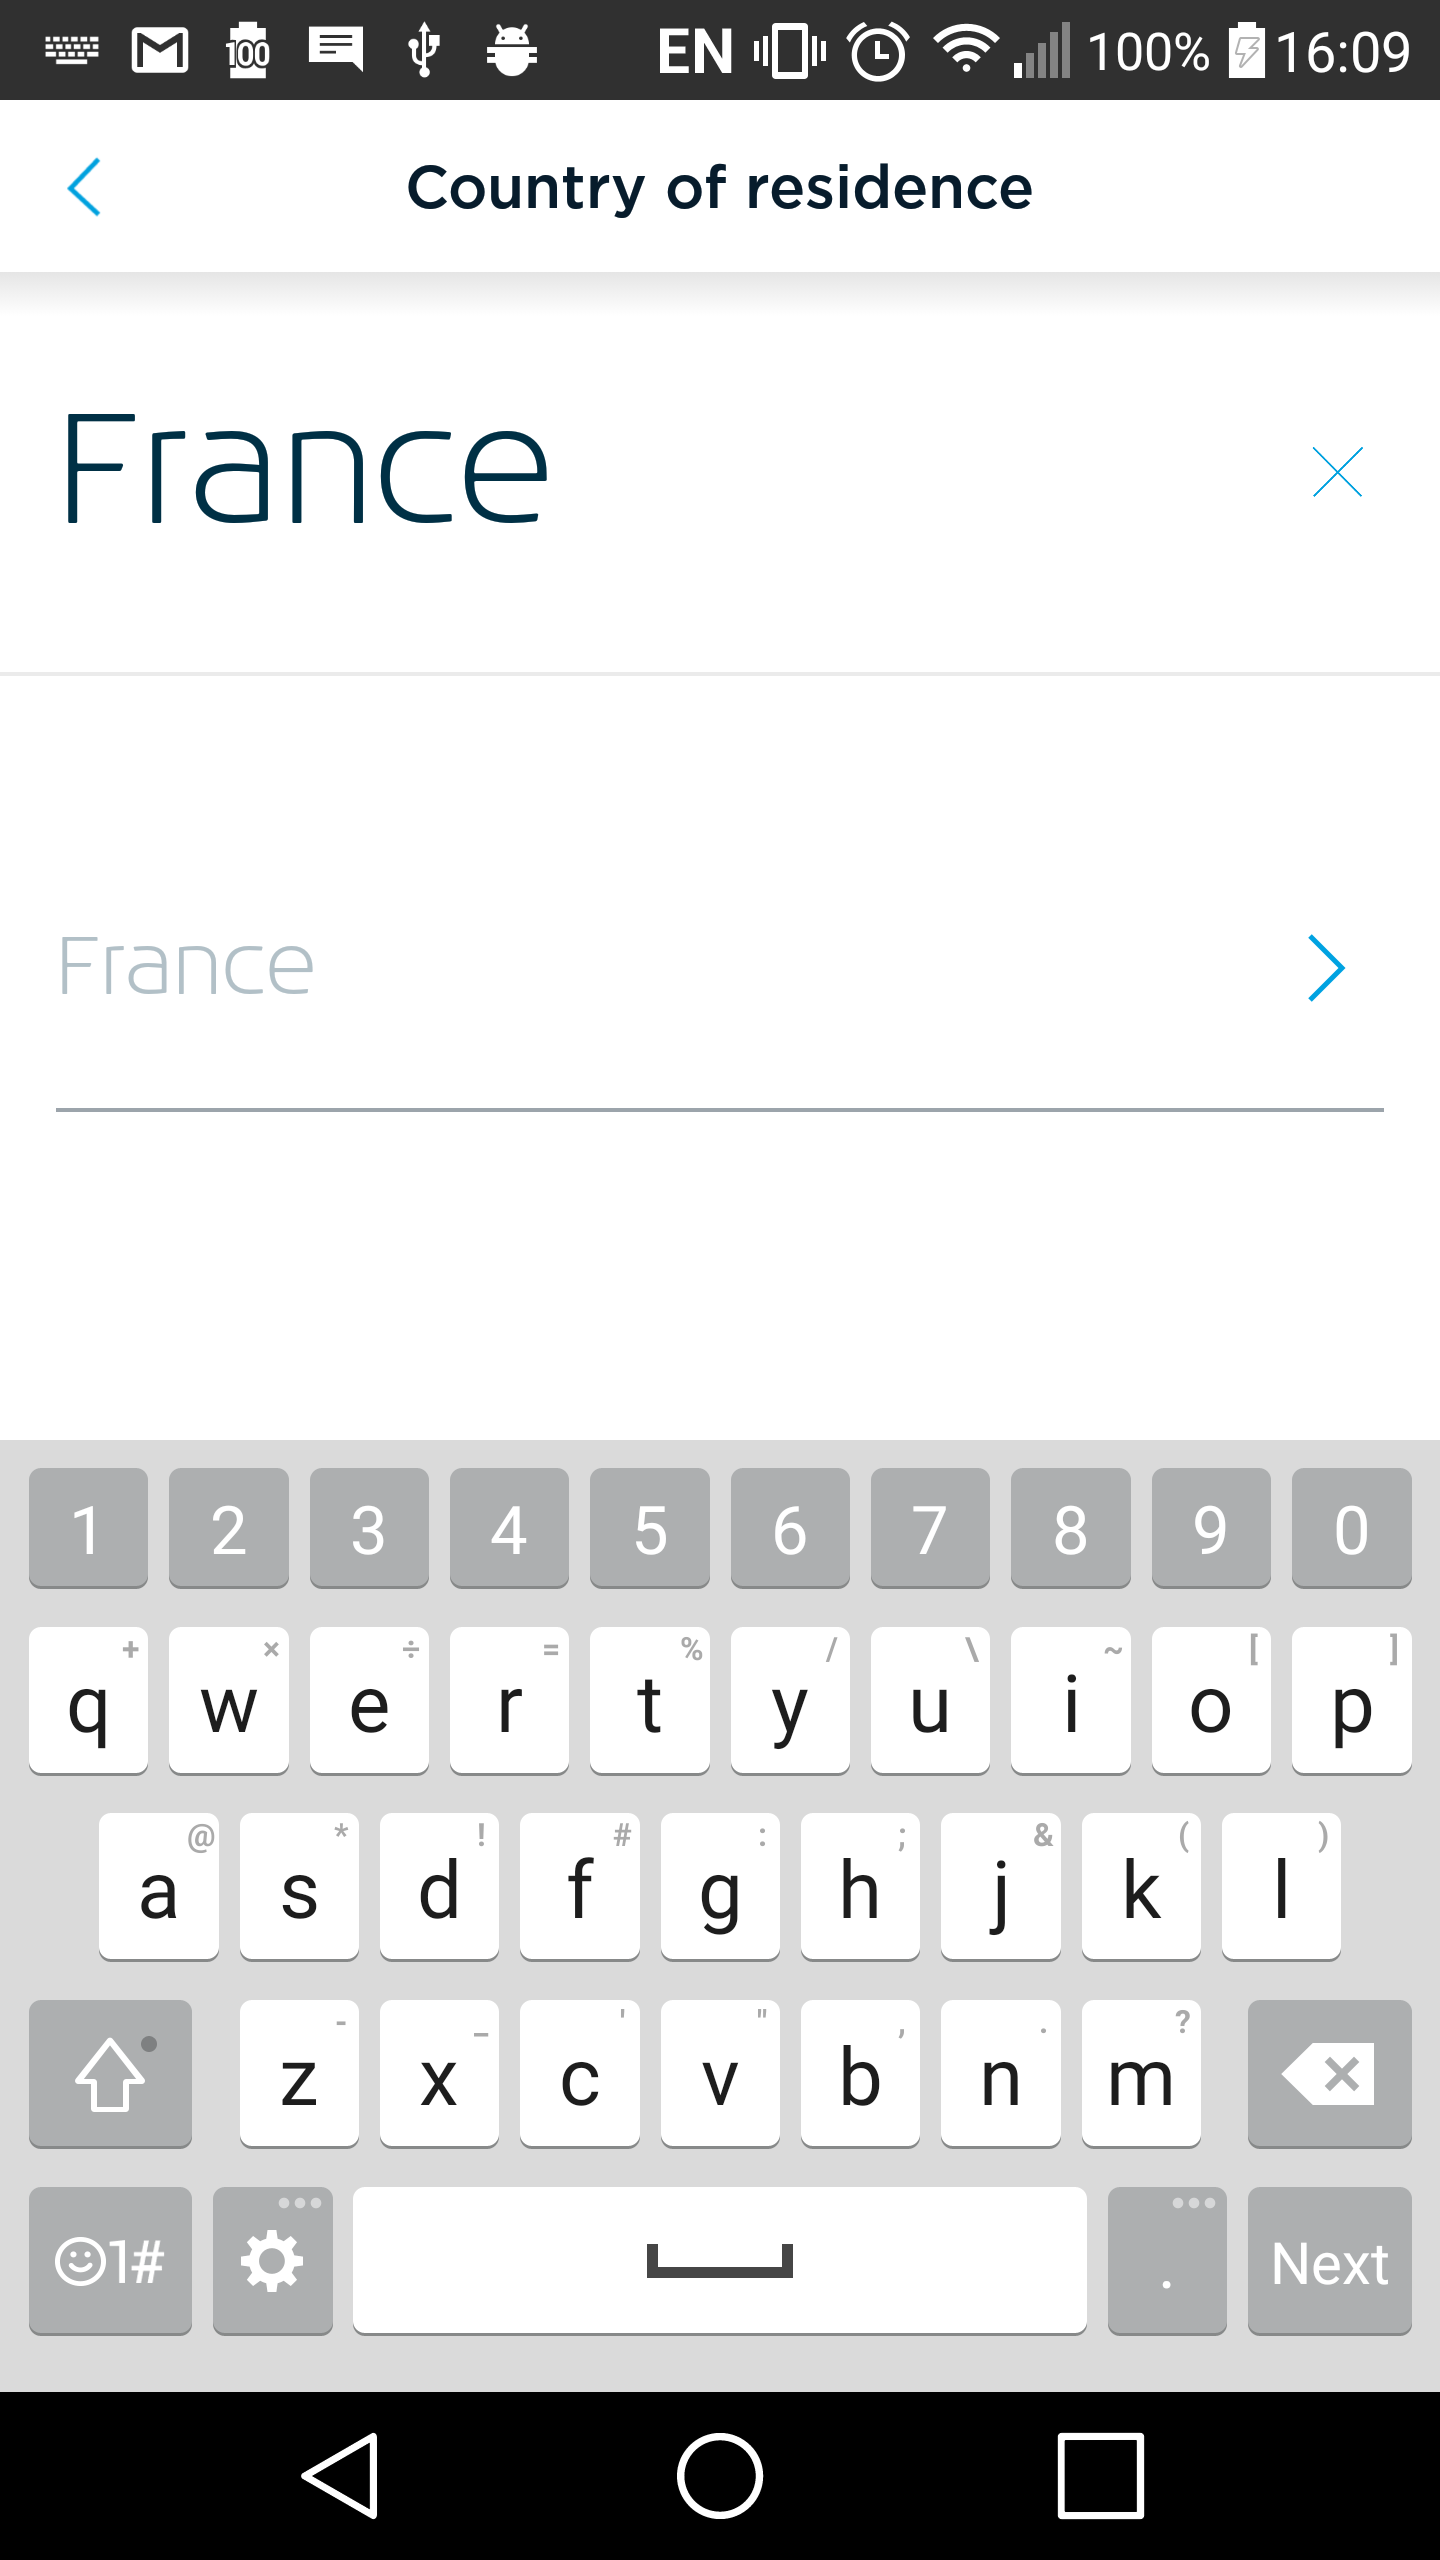 100 EN 100% 16:09
Country of residence
France
France
1 2 3 4 5 6 7 8 9 0
+ × ÷ = % / \ ~ [ ]
q w e r t y u i o p
@ * ! # : ; & ( )
a s d f g h j k l
- _ ' " , . ?
z x c v b n m
1# . Next